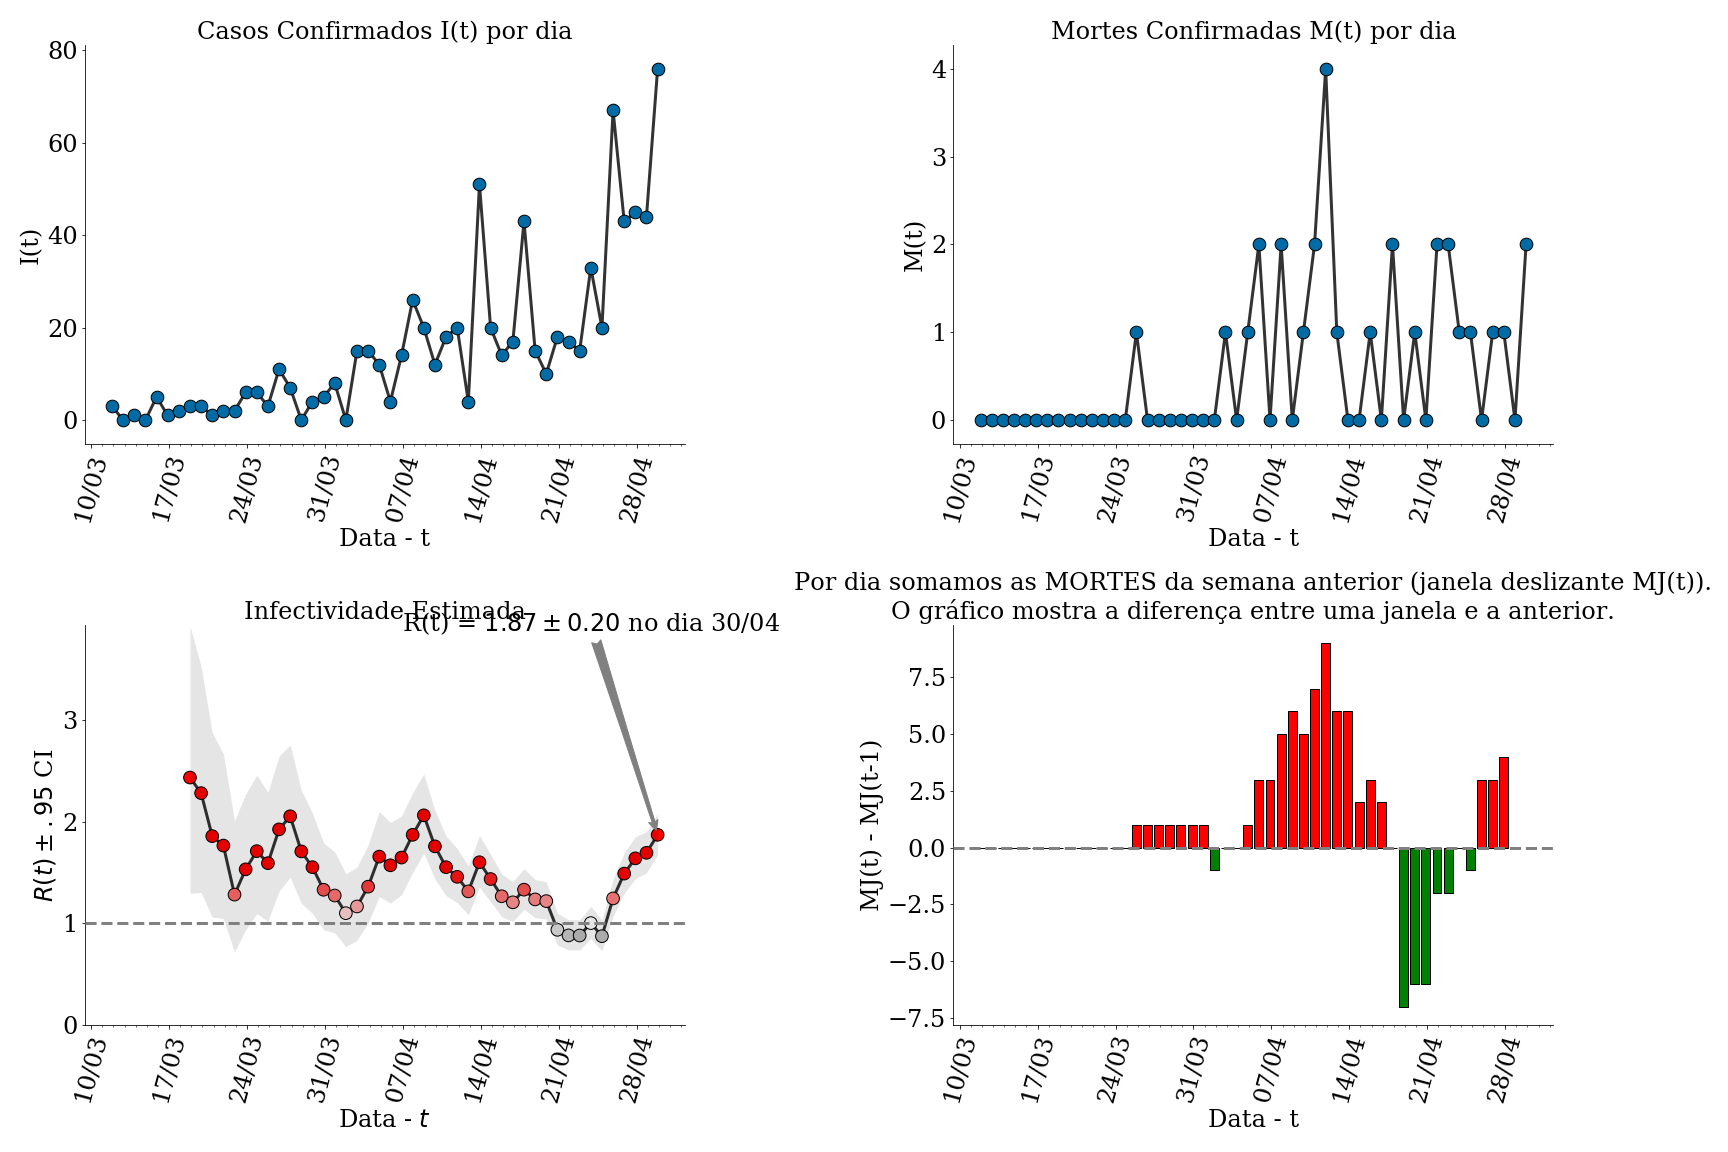 Casos Confirmados I(t) por dia
80
60
40
20
0
I(t)
10/03 17/03 24/03 31/03 07/04 14/04 21/04 28/04
Data - t
Mortes Confirmadas M(t) por dia
4
3
2
1
0
M(t)
10/03 17/03 24/03 31/03 07/04 14/04 21/04 28/04
Data - t
Infectividade Estimada
R(t) = 1.87 ± 0.20 no dia 30/04
3
2
1
0
R(t) ± .95 CI
10/03 17/03 24/03 31/03 07/04 14/04 21/04 28/04
Data - t
Por dia somamos as MORTES da semana anterior (janela deslizante MJ(t)).
O gráfico mostra a diferença entre uma janela e a anterior.
7.5
5.0
2.5
0.0
−2.5
−5.0
−7.5
MJ(t) - MJ(t-1)
10/03 17/03 24/03 31/03 07/04 14/04 21/04 28/04
Data - t